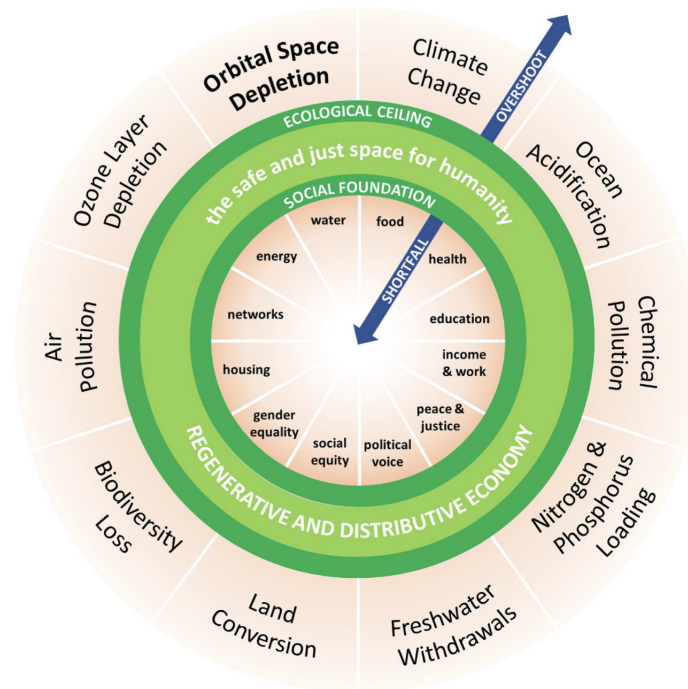 Orbital Space
Depletion
Climate
Change
OVERSHOOT
Ocean
Acidification
Chemical
Pollution
Nitrogen &
Phosphorus
Loading
Freshwater
Withdrawals
Land
Conversion
Biodiversity
Loss
Air
Pollution
Ozone Layer
Depletion
ECOLOGICAL CEILING
the safe and just space for humanity
SOCIAL FOUNDATION
SHORTFALL
water
food
health
education
income
& work
peace &
justice
political
voice
social
equity
gender
equality
housing
networks
energy
REGENERATIVE AND DISTRIBUTIVE ECONOMY